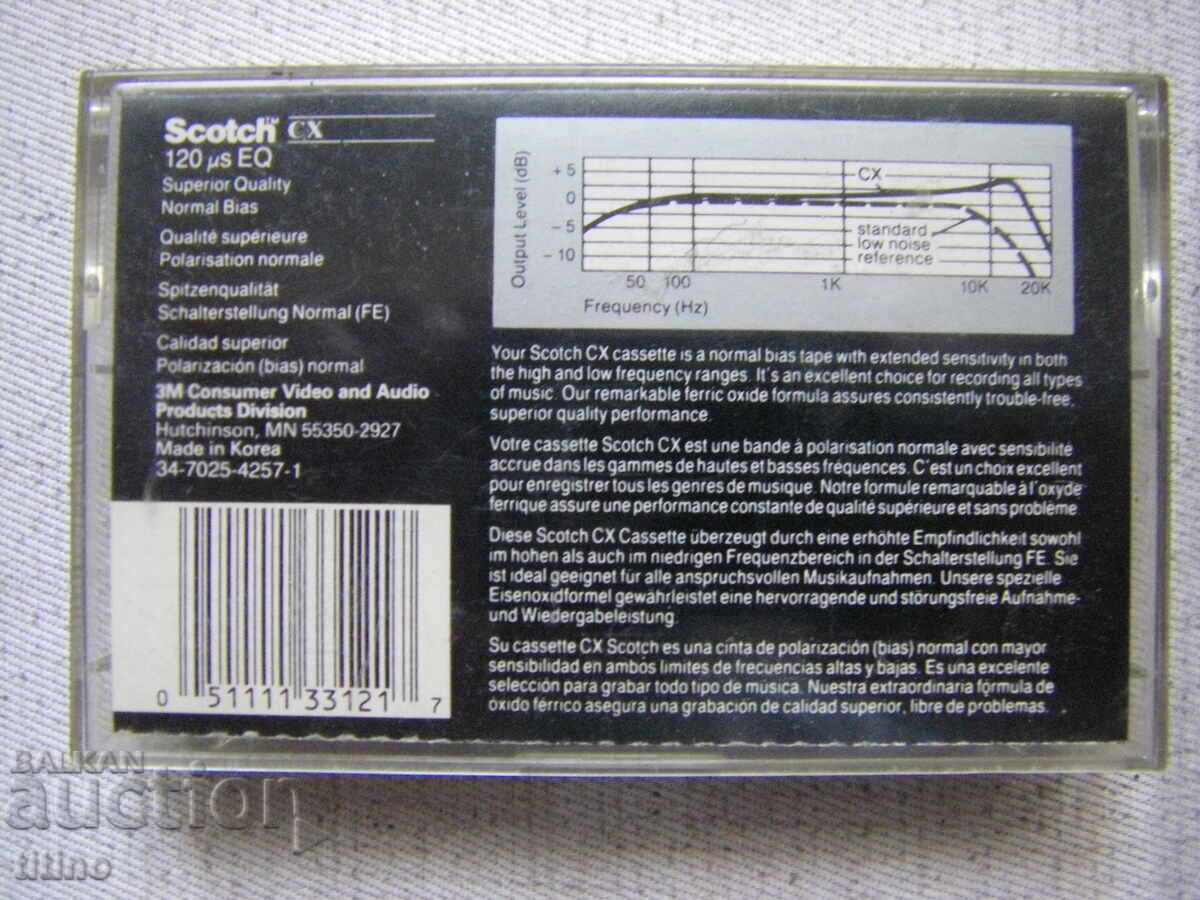 Scotch™ CX
120 µs EQ
Superior Quality
Normal Bias
Qualité supérieure
Polarisation normale
Spitzenqualität
Schalterstellung Normal (FE)
Calidad superior
Polarización (bias) normal
3M Consumer Video and Audio
Products Division
Hutchinson, MN 55350-2927
Made in Korea
34-7025-4257-1
0 51111 33121 7
Output Level (dB)
+ 5
0
- 5
- 10
CX
standard
low noise
reference
50 100 1K 10K 20K
Frequency (Hz)
Your Scotch CX cassette is a normal bias tape with extended sensitivity in both
the high and low frequency ranges. It's an excellent choice for recording all types
of music. Our remarkable ferric oxide formula assures consistently trouble-free,
superior quality performance.
Votre cassette Scotch CX est une bande à polarisation normale avec sensibilité
accrue dans les gammes de hautes et basses fréquences. C'est un choix excellent
pour enregistrer tous les genres de musique. Notre formule remarquable à l'oxyde
ferrique assure une performance constante de qualité supérieure et sans problème.
Diese Scotch CX Cassette überzeugt durch eine erhöhte Empfindlichkeit sowohl
im hohen als auch im niedrigen Frequenzbereich in der Schalterstellung FE. Sie
ist ideal geeignet für alle anspruchsvollen Musikaufnahmen. Unsere spezielle
Eisenoxidformel gewährleistet eine hervorragende und störungsfreie Aufnahme-
und Wiedergabeleistung.
Su cassette CX Scotch es una cinta de polarización (bias) normal con mayor
sensibilidad en ambos limites de frecuencias altas y bajas. Es una excelente
selección para grabar todo tipo de música. Nuestra extraordinaria fórmula de
óxido férrico asegura una grabación de calidad superior, libre de problemas.
BALKAN
auction
tilno